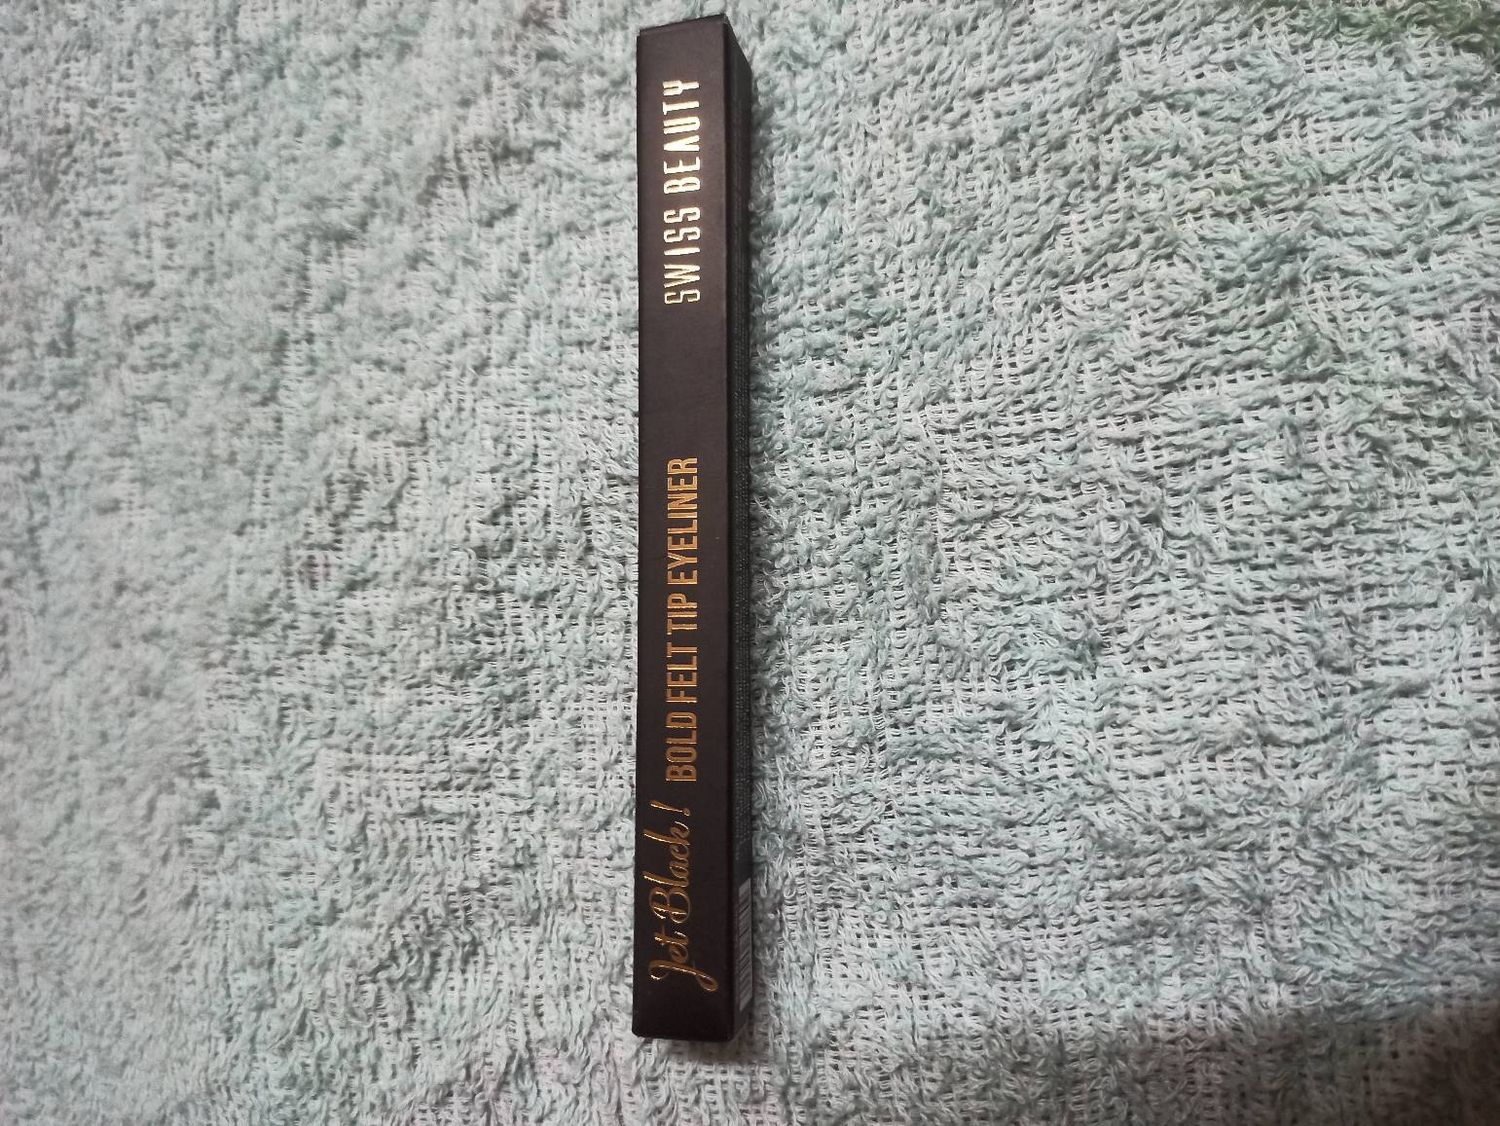 Jet Black! BOLD FELT TIP EYELINER SWISS BEAUTY